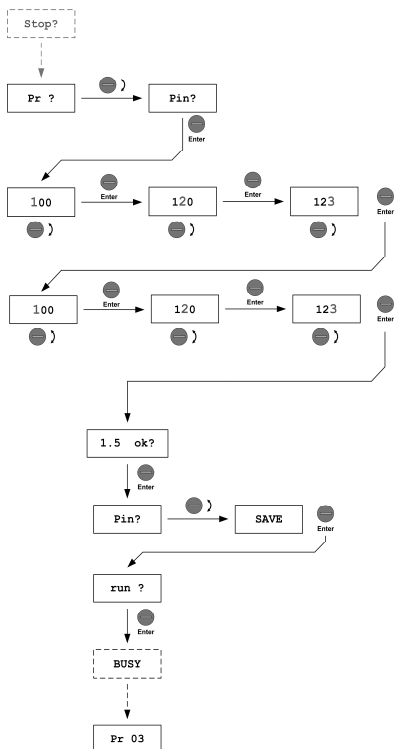 Stop?
Pr ?
Pin?
Enter
100
Enter
120
Enter
123
Enter
100
Enter
120
Enter
123
Enter
1.5 ok?
Enter
Pin?
SAVE
Enter
run ?
Enter
BUSY
Pr 03